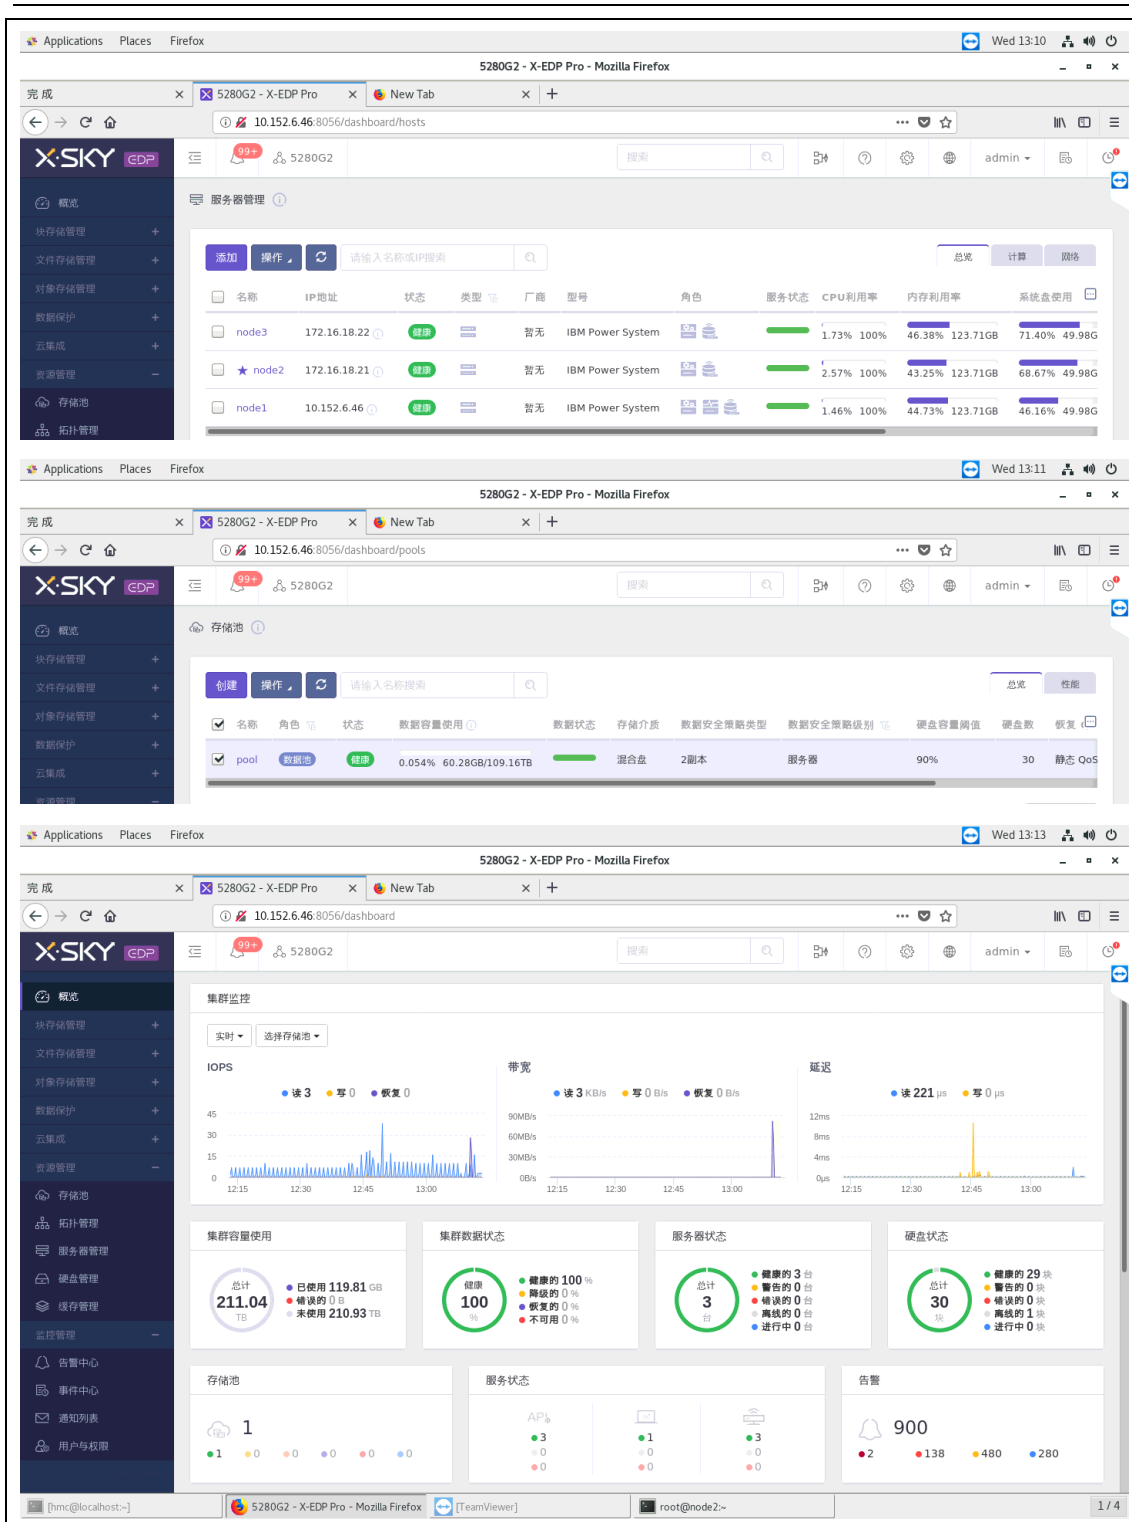 Applications Places Firefox Wed 13:10
5280G2 - X-EDP Pro - Mozilla Firefox
完成 5280G2 - X-EDP Pro New Tab
10.152.6.46:8056/dashboard/hosts
X-SKY EDP 99+ 5280G2 搜索 admin
概览 服务器管理
块存储管理
文件存储管理 添加 操作 请输入名称或IP搜索 总览 计算 网络
对象存储管理 名称 IP地址 状态 类型 厂商 型号 角色 服务状态 CPU利用率 内存利用率 系统盘使用
数据保护 node3 172.16.18.22 健康 暂无 IBM Power System 1.73% 100% 46.38% 123.71GB 71.40% 49.98G
云集成
资源管理 node2 172.16.18.21 健康 暂无 IBM Power System 2.57% 100% 43.25% 123.71GB 68.67% 49.98G
存储池 node1 10.152.6.46 健康 暂无 IBM Power System 1.46% 100% 44.73% 123.71GB 46.16% 49.98G
拓扑管理
Applications Places Firefox Wed 13:11
5280G2 - X-EDP Pro - Mozilla Firefox
完成 5280G2 - X-EDP Pro New Tab
10.152.6.46:8056/dashboard/pools
X-SKY EDP 99+ 5280G2 搜索 admin
概览 存储池
块存储管理
文件存储管理 创建 操作 请输入名称搜索 总览 性能
对象存储管理 名称 角色 状态 数据容量使用 数据状态 存储介质 数据安全策略类型 数据安全策略级别 硬盘容量阈值 硬盘数 恢复
数据保护 pool 数据池 健康 0.054% 60.28GB/109.16TB 混合盘 2副本 服务器 90% 30 静态 QoS
云集成
资源管理
Applications Places Firefox Wed 13:13
5280G2 - X-EDP Pro - Mozilla Firefox
完成 5280G2 - X-EDP Pro New Tab
10.152.6.46:8056/dashboard
X-SKY EDP 99+ 5280G2 搜索 admin
概览 集群监控
块存储管理 实时 选择存储池
文件存储管理
IOPS 带宽 延迟
对象存储管理 读 3 写 0 恢复 0 读 3 KB/s 写 0 B/s 恢复 0 B/s 读 221 μs 写 0 μs
数据保护 45 90MB/s 12ms
云集成 30 60MB/s 8ms
资源管理 15 30MB/s 4ms
0 0B/s 0μs
12:15 12:30 12:45 13:00 12:15 12:30 12:45 13:00 12:15 12:30 12:45 13:00
存储池
拓扑管理
集群容量使用 集群数据状态 服务器状态 硬盘状态
服务器管理
硬盘管理 总计 211.04 TB 健康 100 % 总计 3 台 总计 30 块
已使用 119.81 GB 健康的 100 % 健康的 3 台 健康的 29 块
错误的 0 B 降级的 0 % 警告的 0 台 警告的 0 块
未使用 210.93 TB 恢复的 0 % 错误的 0 台 错误的 0 块
不可用 0 % 离线的 0 台 离线的 1 块
进行中 0 台 进行中 0 块
缓存管理
监控管理
告警中心 存储池 服务状态 告警
事件中心
通知列表 1 API 900
3 1 3
用户与权限 1 0 0 0 0 0 0 0 0 2 138 480 280
0 0 0
[hmc@localhost:~] 5280G2 - X-EDP Pro - Mozilla Firefox [TeamViewer] root@node2:~ 1 / 4